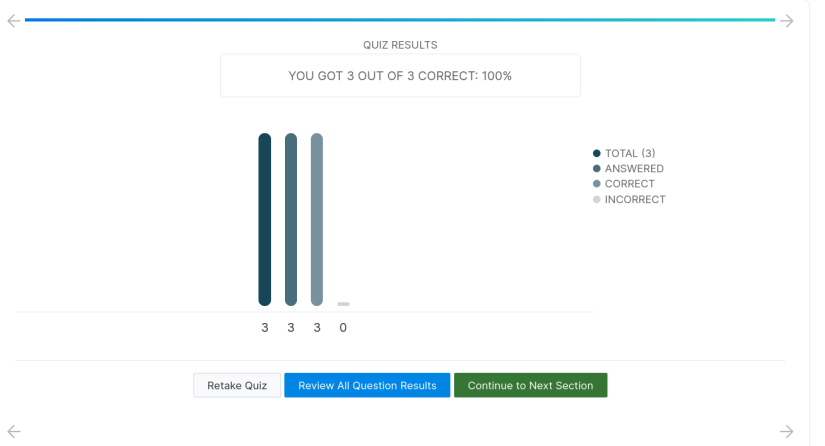 QUIZ RESULTS
YOU GOT 3 OUT OF 3 CORRECT: 100%
TOTAL (3)
ANSWERED
CORRECT
INCORRECT
3 3 3 0
Retake Quiz Review All Question Results Continue to Next Section